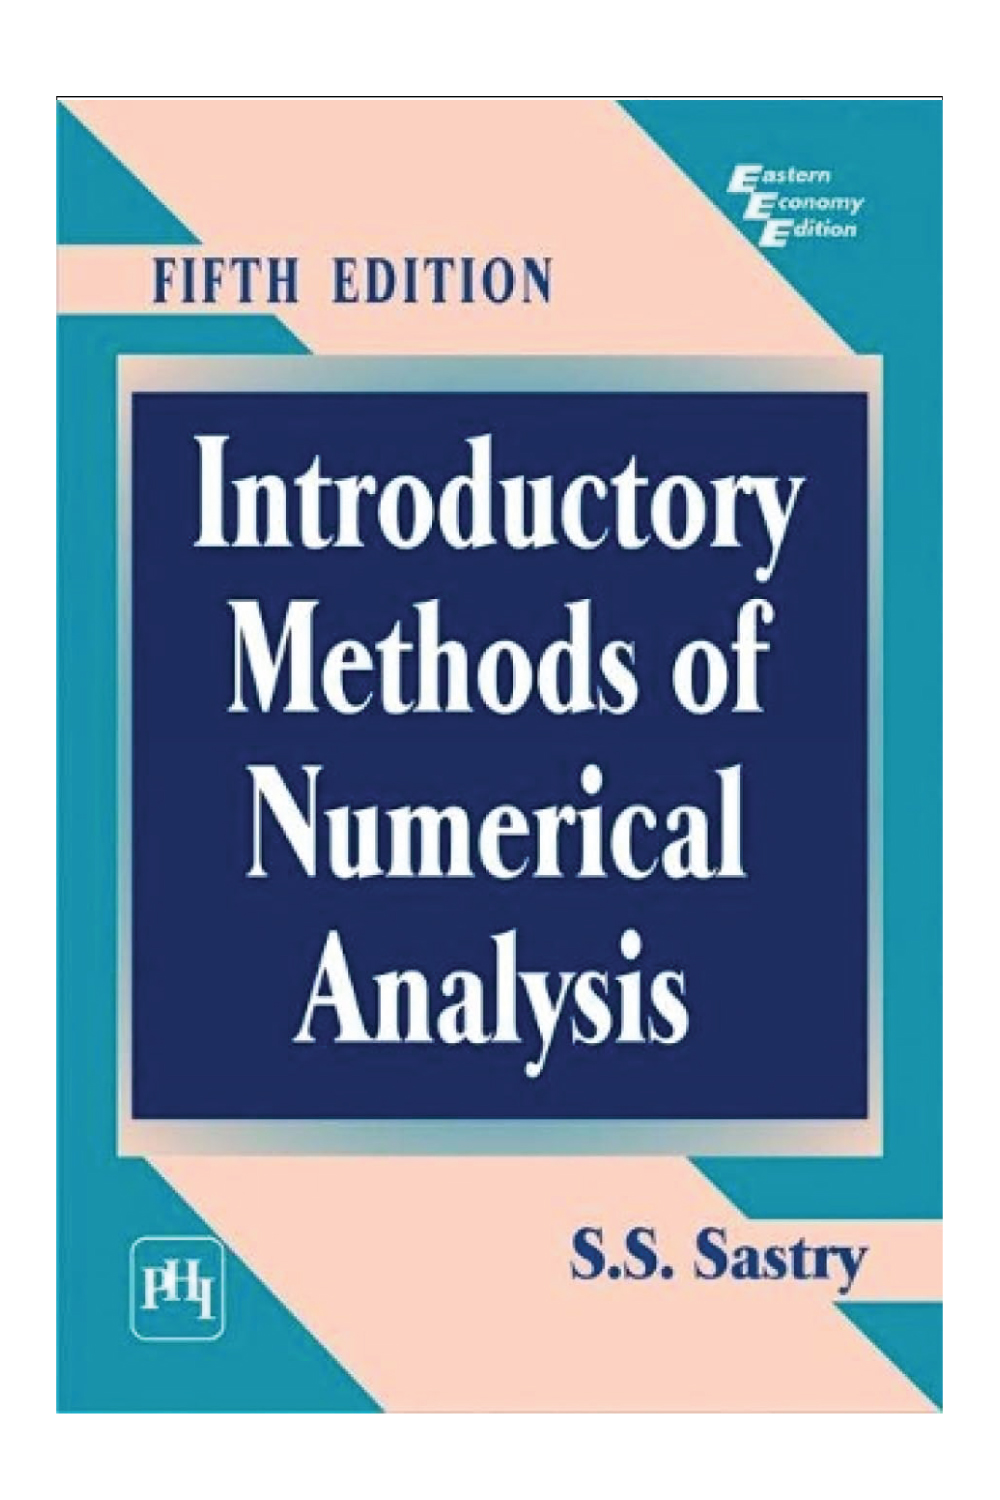 Eastern
Economy
Edition
FIFTH EDITION
Introductory
Methods of
Numerical
Analysis
S.S. Sastry
PHI